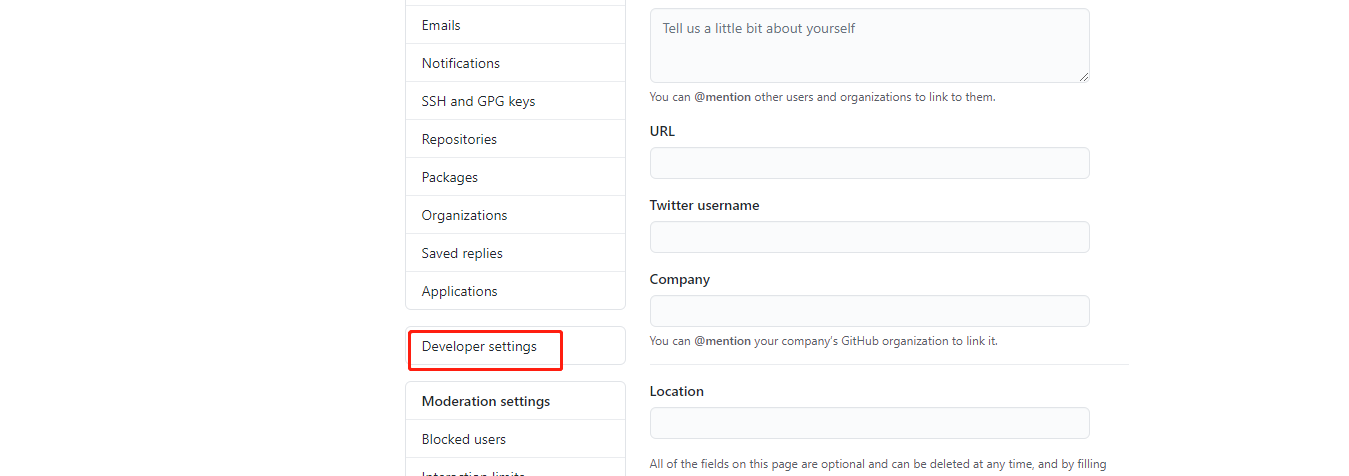 Emails
Notifications
SSH and GPG keys
Repositories
Packages
Organizations
Saved replies
Applications
Developer settings
Moderation settings
Blocked users
Interaction limits
Tell us a little bit about yourself
You can @mention other users and organizations to link to them.
URL
Twitter username
Company
You can @mention your company's GitHub organization to link it.
Location
All of the fields on this page are optional and can be deleted at any time, and by filling